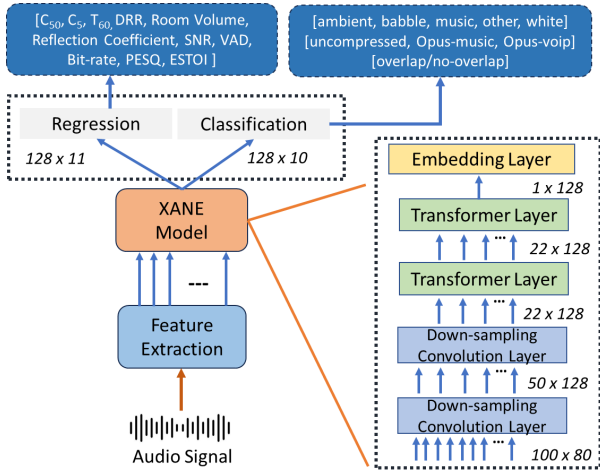 [C50, C5, T60, DRR, Room Volume,
Reflection Coefficient, SNR, VAD,
Bit-rate, PESQ, ESTOI ]
[ambient, babble, music, other, white]
[uncompressed, Opus-music, Opus-voip]
[overlap/no-overlap]
Regression
Classification
128 x 11
128 x 10
XANE
Model
---
Feature
Extraction
Audio Signal
Embedding Layer
1 x 128
Transformer Layer
...
22 x 128
Transformer Layer
...
22 x 128
Down-sampling
Convolution Layer
...
50 x 128
Down-sampling
Convolution Layer
...
100 x 80